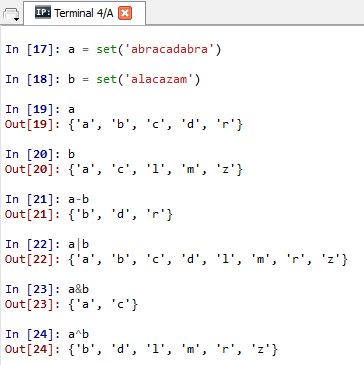 IP: Terminal 4/A
In [17]: a = set('abracadabra')
In [18]: b = set('alacazam')
In [19]: a
Out[19]: {'a', 'b', 'c', 'd', 'r'}
In [20]: b
Out[20]: {'a', 'c', 'l', 'm', 'z'}
In [21]: a-b
Out[21]: {'b', 'd', 'r'}
In [22]: a|b
Out[22]: {'a', 'b', 'c', 'd', 'l', 'm', 'r', 'z'}
In [23]: a&b
Out[23]: {'a', 'c'}
In [24]: a^b
Out[24]: {'b', 'd', 'l', 'm', 'r', 'z'}